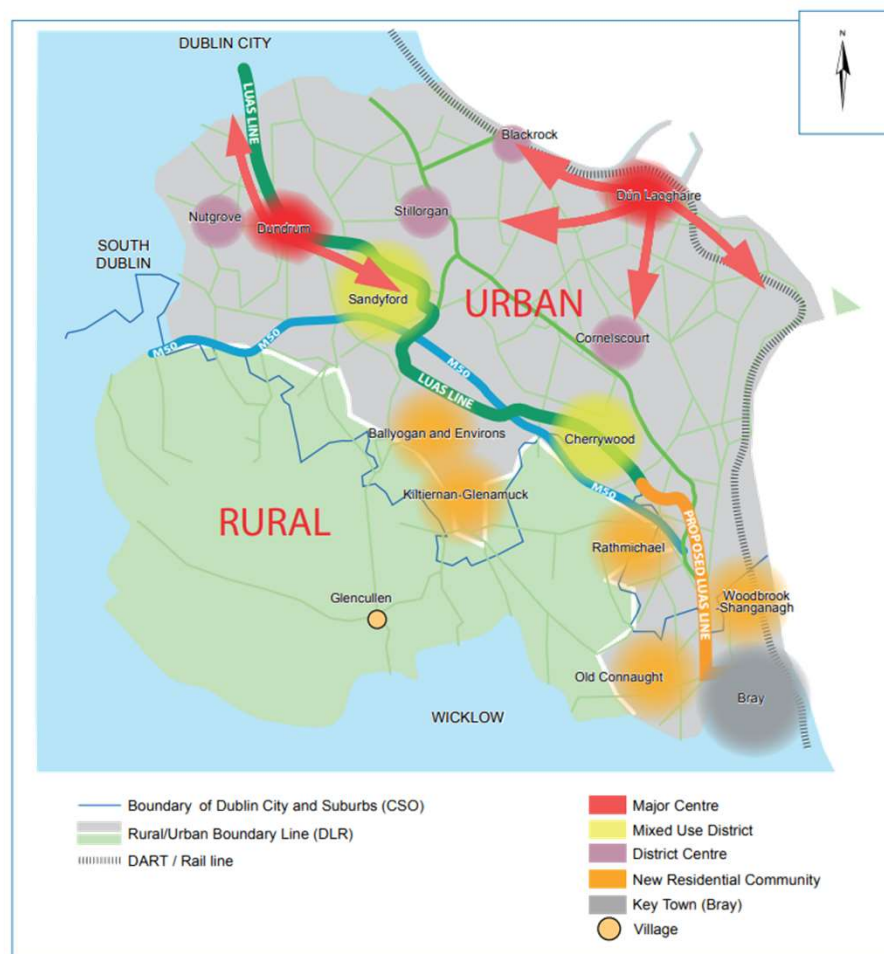 N
DUBLIN CITY
LUAS LINE
Blackrock
Dún Laoghaire
Nutgrove
Stillorgan
Dundrum
SOUTH
DUBLIN
Sandyford
URBAN
M50
M50
Cornelscourt
M50
LUAS LINE
Ballyogan and Environs
Cherrywood
Kiltiernan-Glenamuck
M50
RURAL
PROPOSED LUAS LINE
Rathmichael
Glencullen
Woodbrook
-Shanganagh
Old Connaught
Bray
WICKLOW
Boundary of Dublin City and Suburbs (CSO)
Rural/Urban Boundary Line (DLR)
DART / Rail line
Major Centre
Mixed Use District
District Centre
New Residential Community
Key Town (Bray)
Village